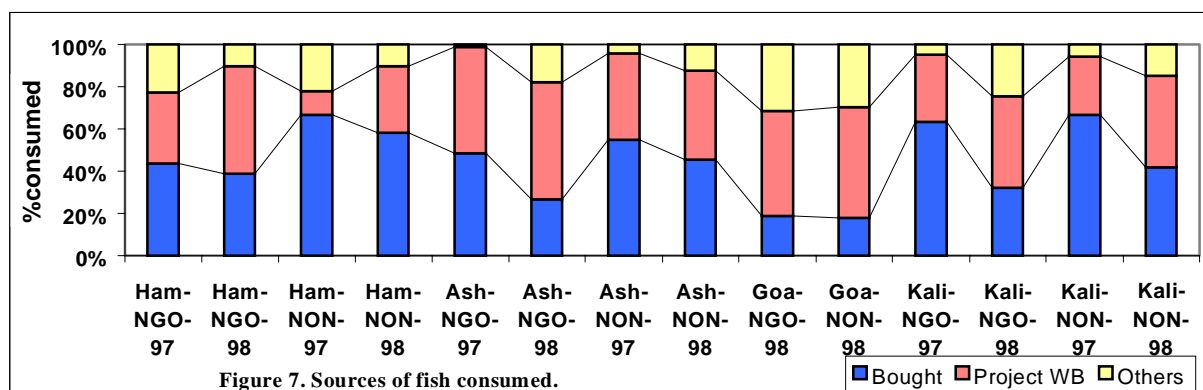 100%
80%
60%
40%
20%
0%
%consumed
Ham- Ham- Ham- Ham- Ash- Ash- Ash- Ash- Goa- Goa- Kali- Kali- Kali- Kali-
NGO- NGO- NON- NON- NGO- NGO- NON- NON- NGO- NON- NGO- NGO- NON- NON-
97 98 97 98 97 98 97 98 98 98 97 98 97 98
Bought Project WB Others
Figure 7. Sources of fish consumed.